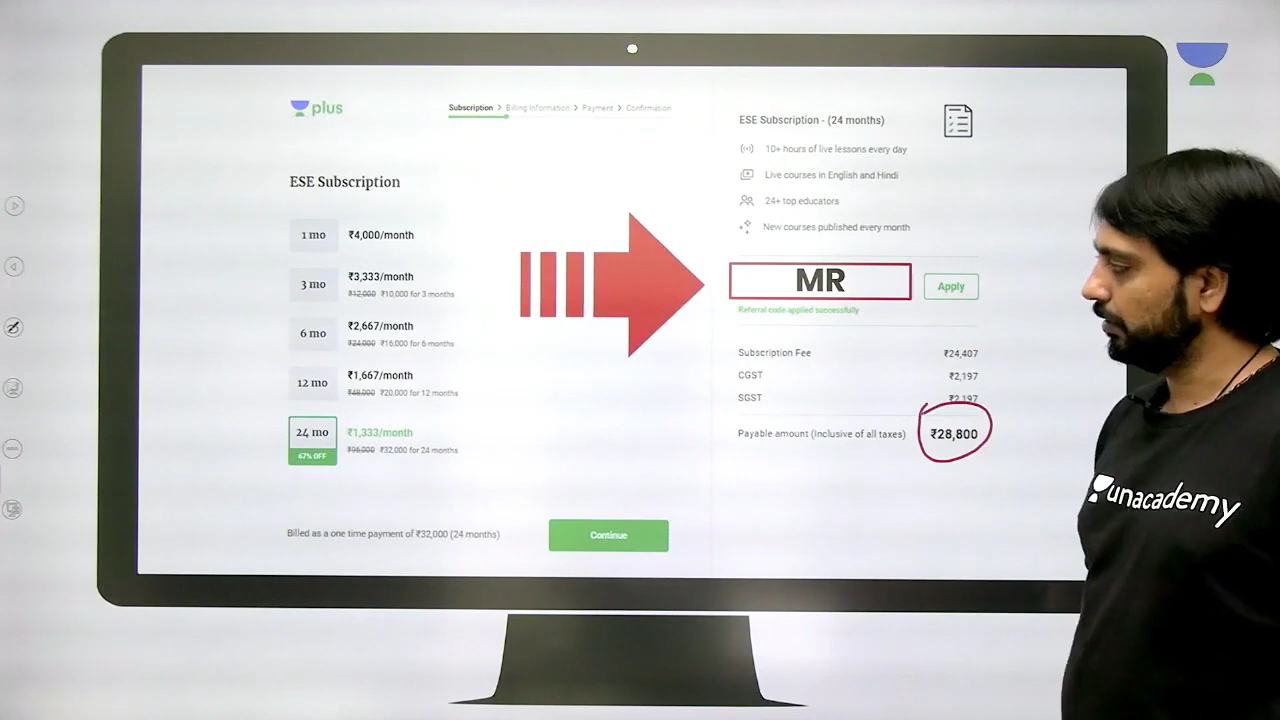 plus
Subscription > Billing Information > Payment > Confirmation
ESE Subscription
1 mo ₹4,000/month
3 mo ₹3,333/month
₹12,000 ₹10,000 for 3 months
6 mo ₹2,667/month
₹24,000 ₹16,000 for 6 months
12 mo ₹1,667/month
₹48,000 ₹20,000 for 12 months
24 mo ₹1,333/month
67% OFF ₹96,000 ₹32,000 for 24 months
Billed as a one time payment of ₹32,000 (24 months)
Continue
ESE Subscription - (24 months)
10+ hours of live lessons every day
Live courses in English and Hindi
24+ top educators
New courses published every month
MR
Apply
Referral code applied successfully
Subscription Fee ₹24,407
CGST ₹2,197
SGST ₹2,197
Payable amount (Inclusive of all taxes) ₹28,800
unacademy